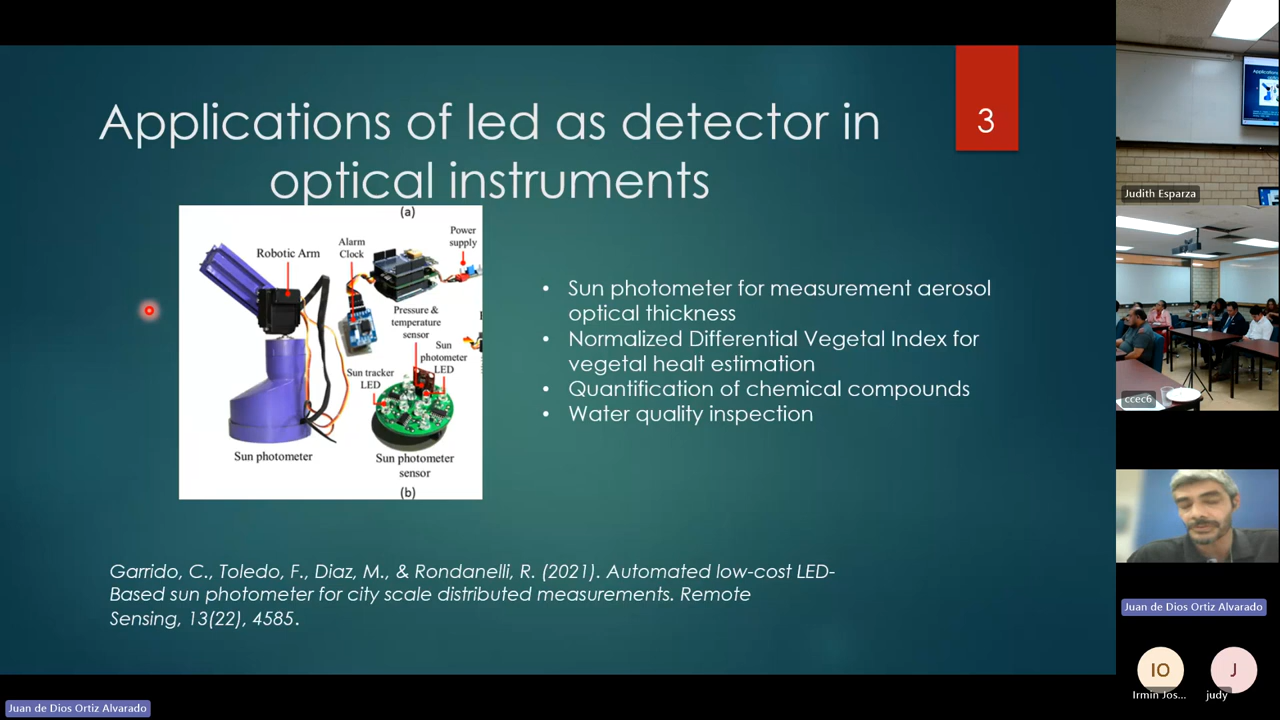 Applications of led as detector in
optical instruments
3
(a)
Robotic Arm
Alarm
Clock
Power
supply
Pressure &
temperature
sensor
Sun
photometer
LED
Sun tracker
LED
Sun photometer
Sun photometer
sensor
(b)
• Sun photometer for measurement aerosol
optical thickness
• Normalized Differential Vegetal Index for
vegetal healt estimation
• Quantification of chemical compounds
• Water quality inspection
Garrido, C., Toledo, F., Diaz, M., & Rondanelli, R. (2021). Automated low-cost LED-
Based sun photometer for city scale distributed measurements. Remote
Sensing, 13(22), 4585.
Juan de Dios Ortiz Alvarado
Judith Esparza
ccec6
Juan de Dios Ortiz Alvarado
IO
Irmin Jos...
J
judy